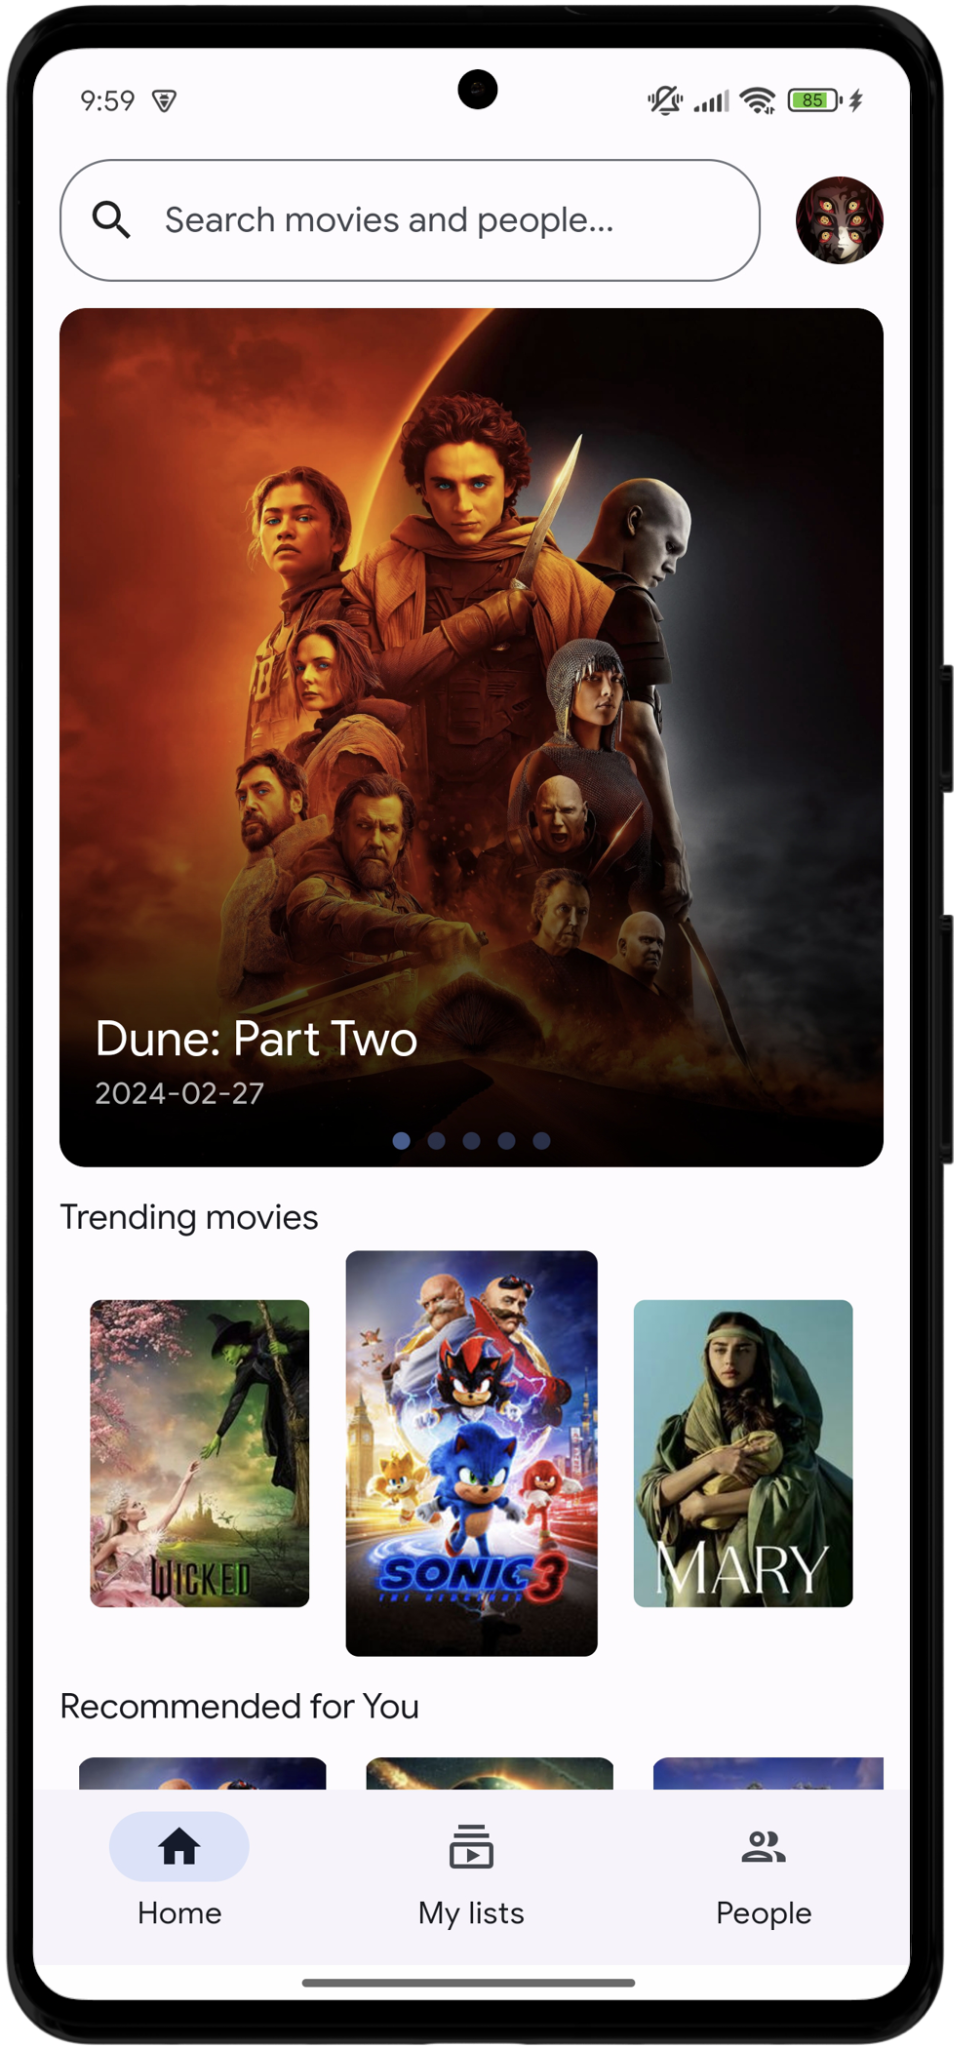 9:59
85
Search movies and people...
Dune: Part Two
2024-02-27
Trending movies
WICKED
SONIC 3
MARY
Recommended for You
Home
My lists
People